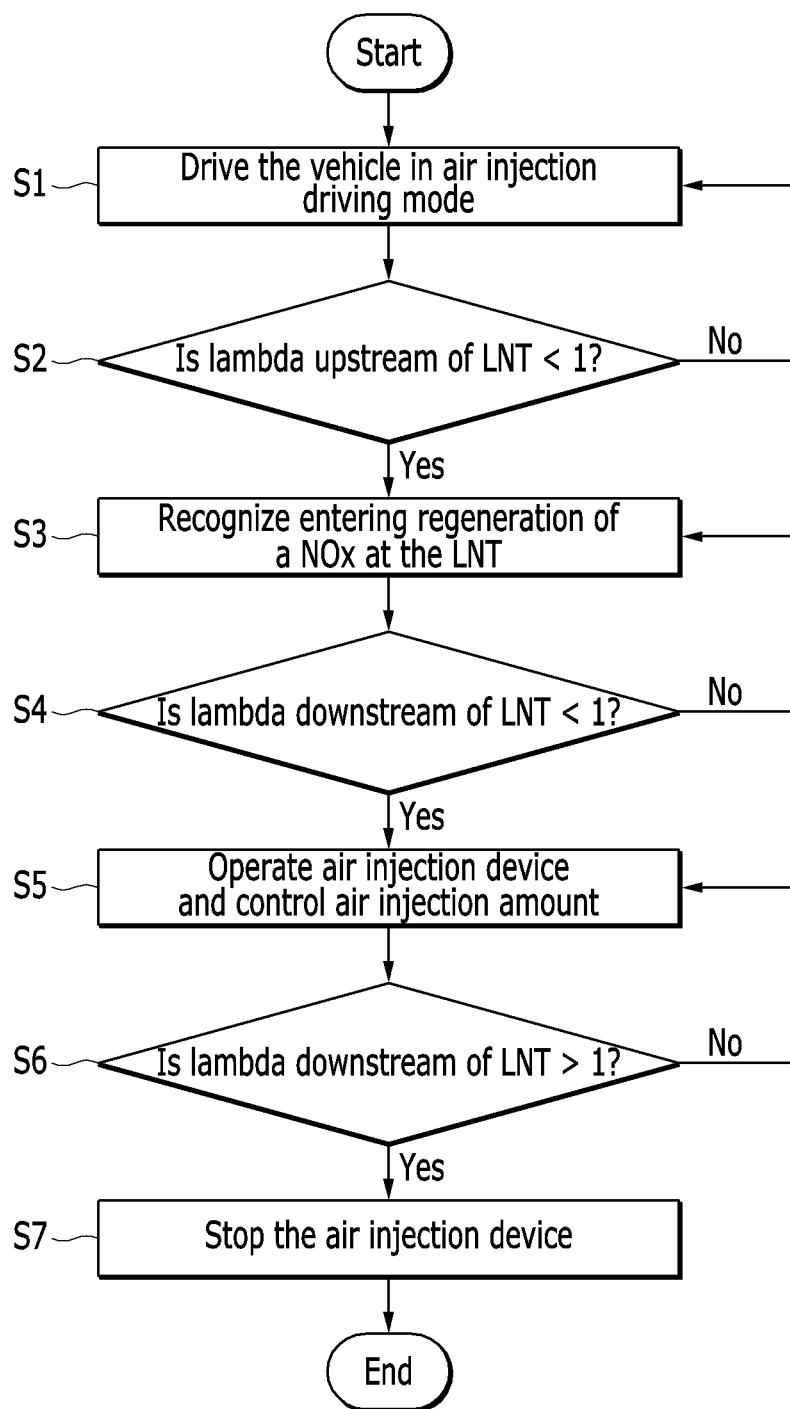 Start
S1
Drive the vehicle in air injection
driving mode
S2
Is lambda upstream of LNT < 1?
No
Yes
S3
Recognize entering regeneration of
a NOx at the LNT
S4
Is lambda downstream of LNT < 1?
No
Yes
S5
Operate air injection device
and control air injection amount
S6
Is lambda downstream of LNT > 1?
No
Yes
S7
Stop the air injection device
End